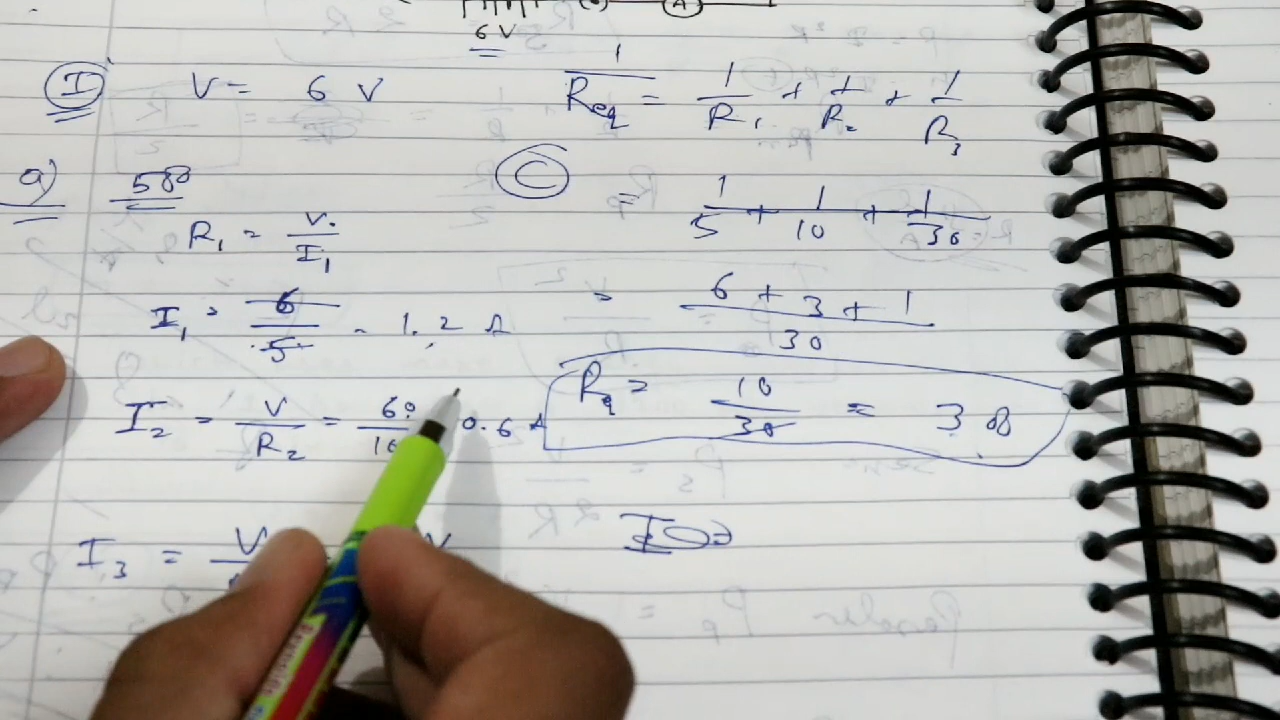 6 V
I
V = 6 V
1/Req = 1/R1 + 1/R2 + 1/R3
a)
R1 = V/I1
C
= 1/5 + 1/10 + 1/30
I1 = 6/5 = 1.2 A
= 6 + 3 + 1 / 30
I2 = V/R2 = 6/10 0.6 A
Rq = 10/30 = 3
I3 = V
V